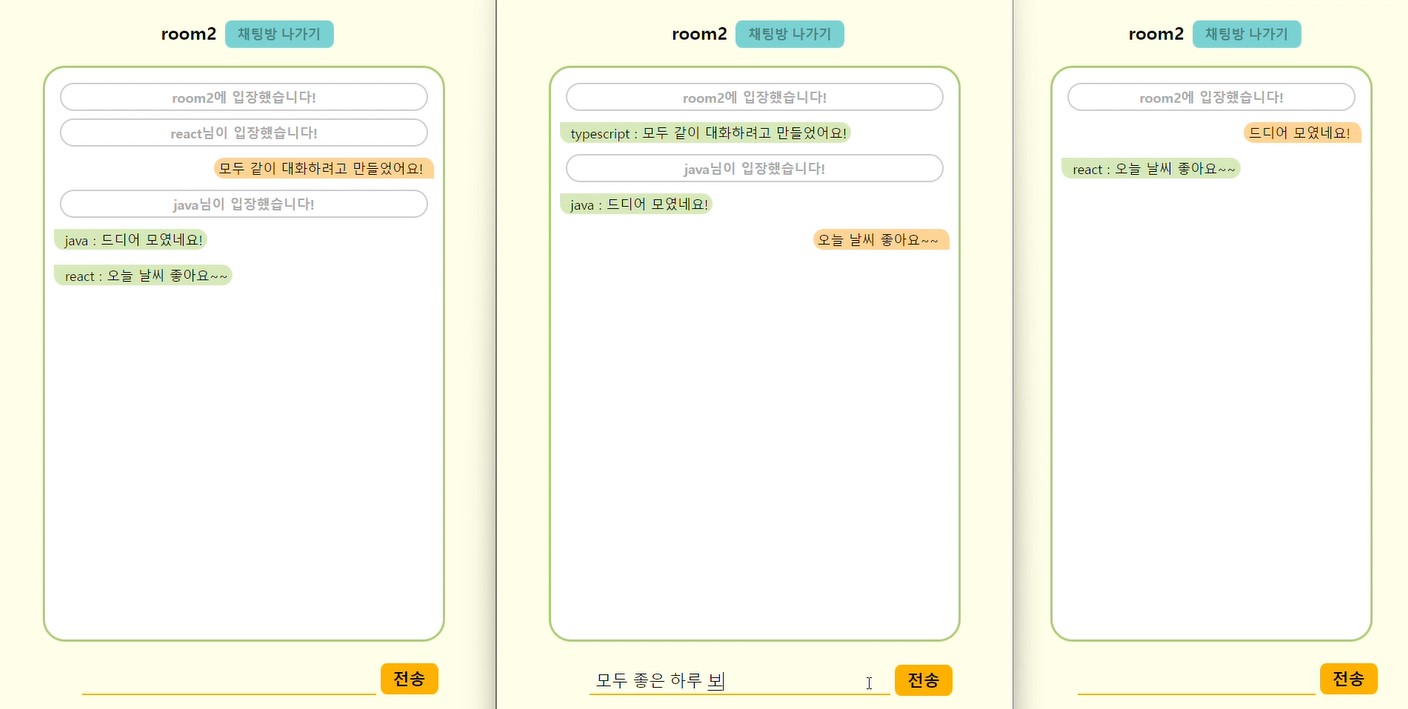 room2 채팅방 나가기
room2에 입장했습니다!
react님이 입장했습니다!
모두 같이 대화하려고 만들었어요!
java님이 입장했습니다!
java : 드디어 모였네요!
react : 오늘 날씨 좋아요~~
전송
room2 채팅방 나가기
room2에 입장했습니다!
typescript : 모두 같이 대화하려고 만들었어요!
java님이 입장했습니다!
java : 드디어 모였네요!
오늘 날씨 좋아요~~
모두 좋은 하루 보
전송
room2 채팅방 나가기
room2에 입장했습니다!
드디어 모였네요!
react : 오늘 날씨 좋아요~~
전송